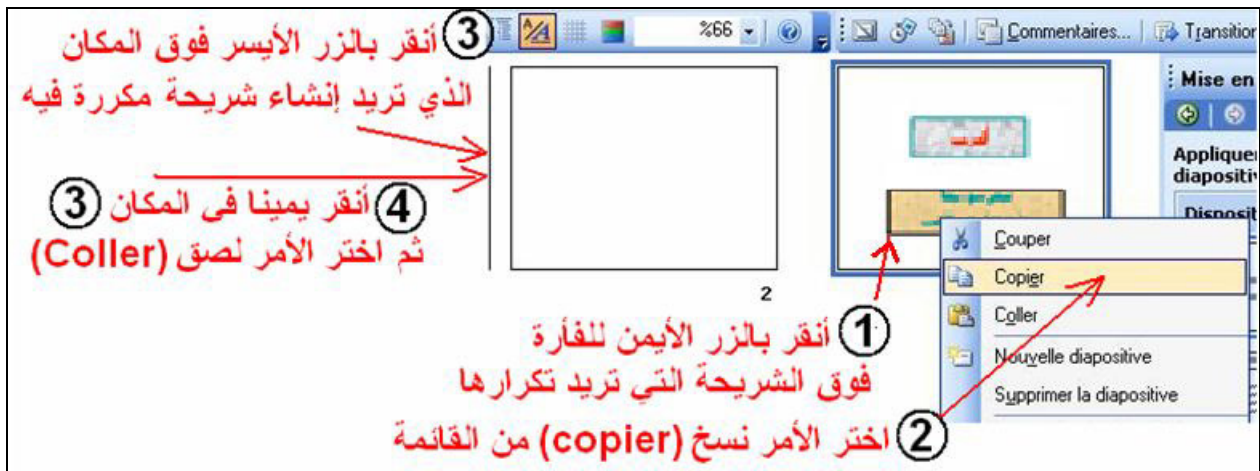 %66
Commentaires...
Transition
Mise en
Appliquer
diapositiv
Disposit
③ أنقر بالزر الأيسر فوق المكان
الذي تريد إنشاء شريحة مكررة فيه
④ أنقر يمينا في المكان ③
ثم اختر الأمر لصق (Coller)
2
① أنقر بالزر الأيمن للفأرة
فوق الشريحة التي تريد تكرارها
② اختر الأمر نسخ (copier) من القائمة
Couper
Copier
Coller
Nouvelle diapositive
Supprimer la diapositive